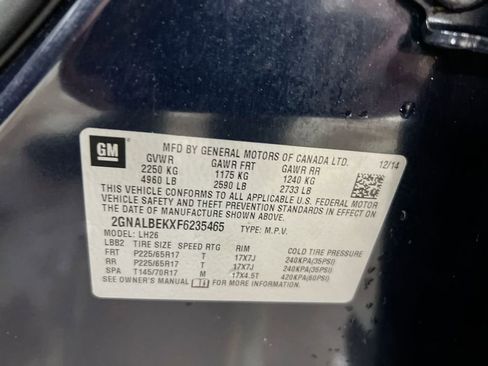 GM
MFD BY GENERAL MOTORS OF CANADA LTD.
12/14
GVWR GAWR FRT GAWR RR
2250 KG 1175 KG 1240 KG
4960 LB 2590 LB 2733 LB
THIS VEHICLE CONFORMS TO ALL APPLICABLE U.S. FEDERAL MOTOR
VEHICLE SAFETY AND THEFT PREVENTION STANDARDS IN EFFECT ON
THE DATE OF MANUFACTURE SHOWN ABOVE.
2GNALBEKXF6235465 TYPE: M.P.V.
MODEL: LH26
LBB2 TIRE SIZE SPEED RTG RIM COLD TIRE PRESSURE
FRT P225/65R17 T 17X7J 240KPA(35PSI)
RR P225/65R17 T 17X7J 240KPA(35PSI)
SPA T145/70R17 M 17X4.5T 420KPA(60PSI)
SEE OWNER'S MANUAL FOR MORE INFORMATION.